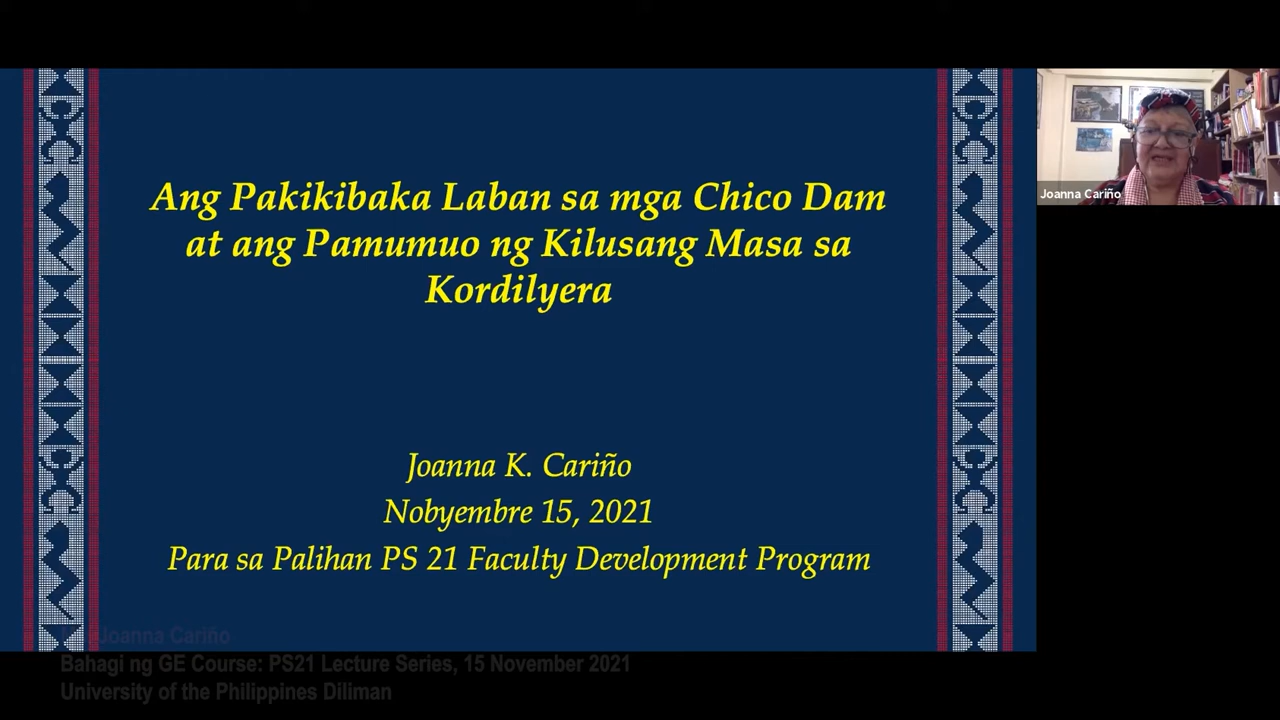 Ang Pakikibaka Laban sa mga Chico Dam
at ang Pamumuo ng Kilusang Masa sa
Kordilyera
Joanna K. Cariño
Nobyembre 15, 2021
Para sa Palihan PS 21 Faculty Development Program
Joanna Cariño
Joanna Cariño
Bahagi ng GE Course: PS21 Lecture Series, 15 November 2021
University of the Philippines Diliman